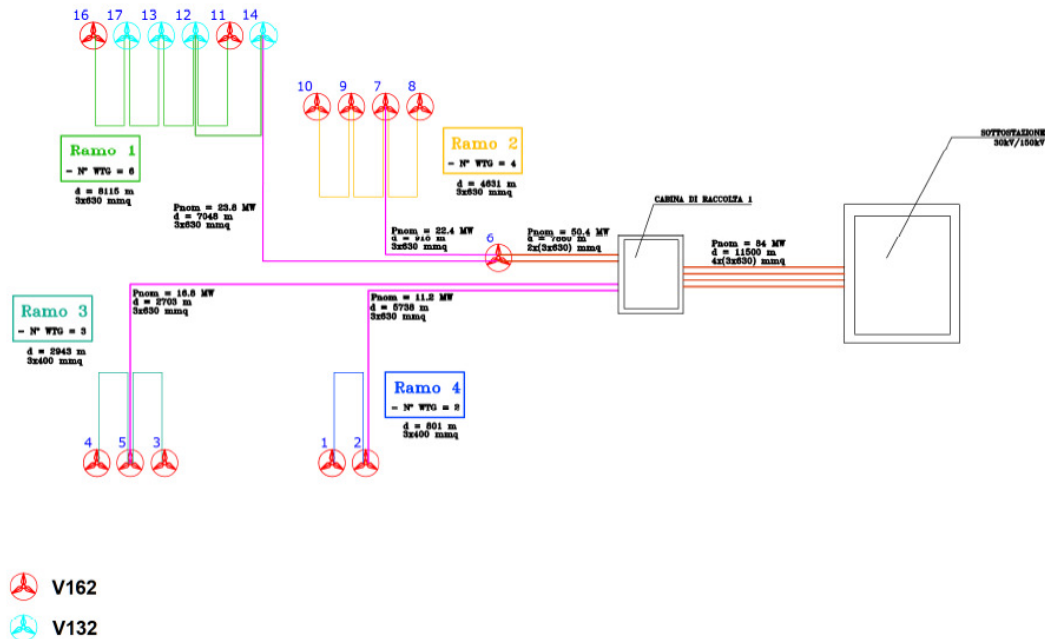 16 17 13 12 11 14
10 9 7 8
Ramo 1
- N° WTG = 6
d = 8115 m
3x630 mmq
Ramo 2
- N° WTG = 4
d = 4631 m
3x630 mmq
SOTTOSTAZIONE
30kV/150kV
Pnom = 23.8 MW
d = 7048 m
3x630 mmq
CABINA DI RACCOLTA 1
Pnom = 22.4 MW
d = 916 m
3x630 mmq
6
Pnom = 50.4 MW
2x(3x630) mmq
Pnom = 84 MW
d = 11500 m
4x(3x630) mmq
Ramo 3
- N° WTG = 3
d = 2943 m
3x400 mmq
Pnom = 16.8 MW
d = 2703 m
3x630 mmq
Pnom = 11.2 MW
d = 5738 m
3x630 mmq
Ramo 4
- N° WTG = 2
d = 801 m
3x400 mmq
4 5 3
1 2
V162
V132